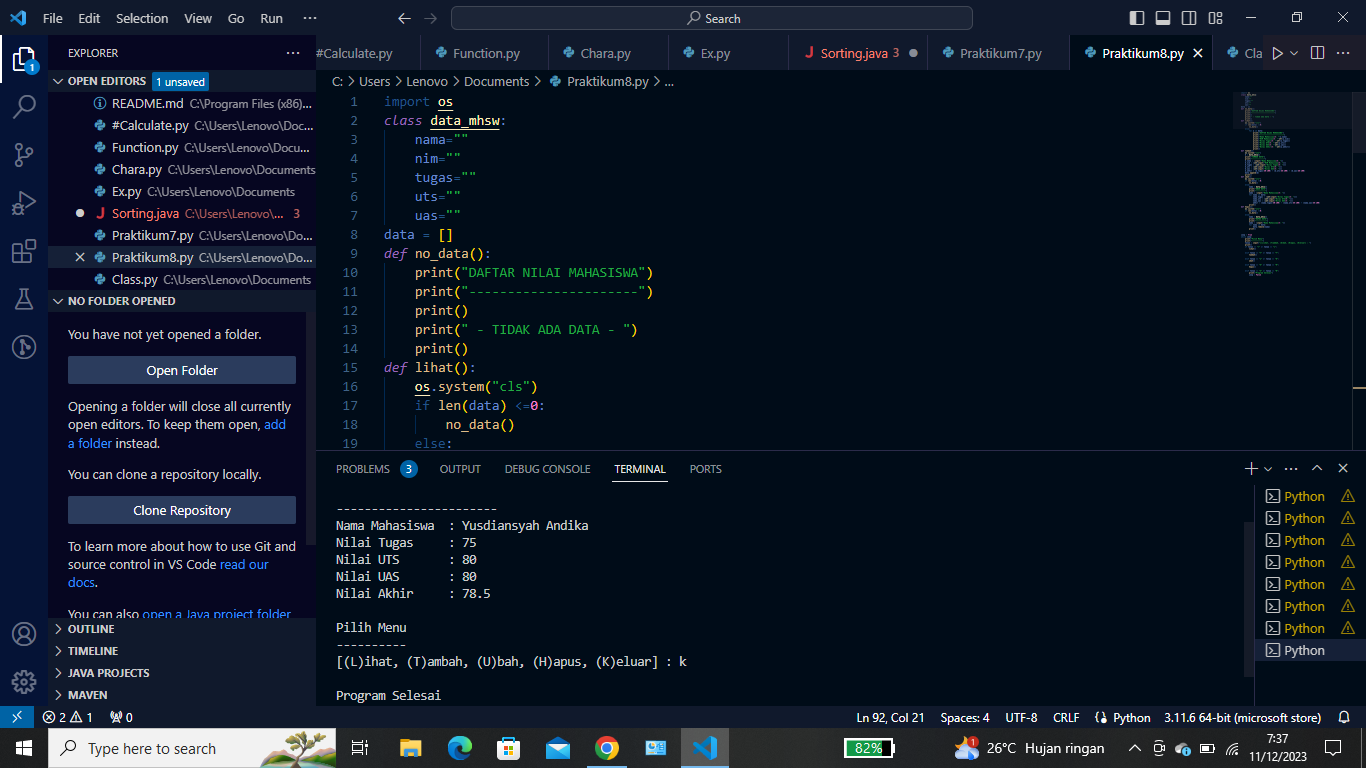 File Edit Selection View Go Run ··· Search
EXPLORER ···
#Calculate.py Function.py Chara.py Ex.py Sorting.java 3 Praktikum7.py Praktikum8.py Cla
OPEN EDITORS 1 unsaved
README.md C:\Program Files (x86)...
#Calculate.py C:\Users\Lenovo\Doc...
Function.py C:\Users\Lenovo\Docu...
Chara.py C:\Users\Lenovo\Documents
Ex.py C:\Users\Lenovo\Documents
Sorting.java C:\Users\Lenovo\... 3
Praktikum7.py C:\Users\Lenovo\Do...
Praktikum8.py C:\Users\Lenovo\Do...
Class.py C:\Users\Lenovo\Documents
NO FOLDER OPENED
You have not yet opened a folder.
Open Folder
Opening a folder will close all currently
open editors. To keep them open, add
a folder instead.
You can clone a repository locally.
Clone Repository
To learn more about how to use Git and
source control in VS Code read our
docs.
You can also open a Java project folder
OUTLINE
TIMELINE
JAVA PROJECTS
MAVEN
C: > Users > Lenovo > Documents > Praktikum8.py > ...
1 import os
2 class data_mhsw:
3 nama=""
4 nim=""
5 tugas=""
6 uts=""
7 uas=""
8 data = []
9 def no_data():
10 print("DAFTAR NILAI MAHASISWA")
11 print("----------------------")
12 print()
13 print(" - TIDAK ADA DATA - ")
14 print()
15 def lihat():
16 os.system("cls")
17 if len(data) <=0:
18 no_data()
19 else:
PROBLEMS 3 OUTPUT DEBUG CONSOLE TERMINAL PORTS
-----------------------
Nama Mahasiswa : Yusdiansyah Andika
Nilai Tugas : 75
Nilai UTS : 80
Nilai UAS : 80
Nilai Akhir : 78.5
Pilih Menu
----------
[(L)ihat, (T)ambah, (U)bah, (H)apus, (K)eluar] : k
Program Selesai
Python
Python
Python
Python
Python
Python
Python
Python
2 1 0 Ln 92, Col 21 Spaces: 4 UTF-8 CRLF Python 3.11.6 64-bit (microsoft store)
Type here to search 82% 1 26°C Hujan ringan 7:37
11/12/2023